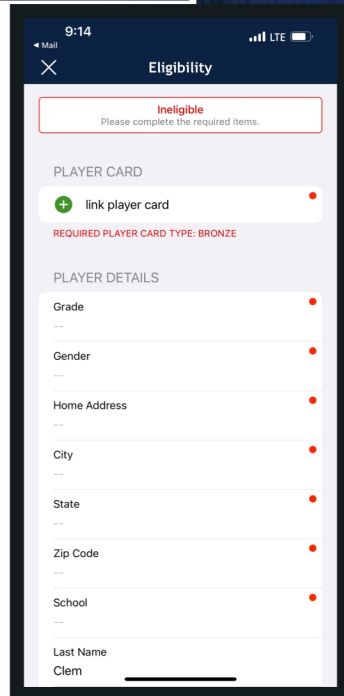 9:14
LTE
Mail
Eligibility
Ineligible
Please complete the required items.
PLAYER CARD
link player card
REQUIRED PLAYER CARD TYPE: BRONZE
PLAYER DETAILS
Grade
--
Gender
--
Home Address
--
City
--
State
--
Zip Code
--
School
--
Last Name
Clem